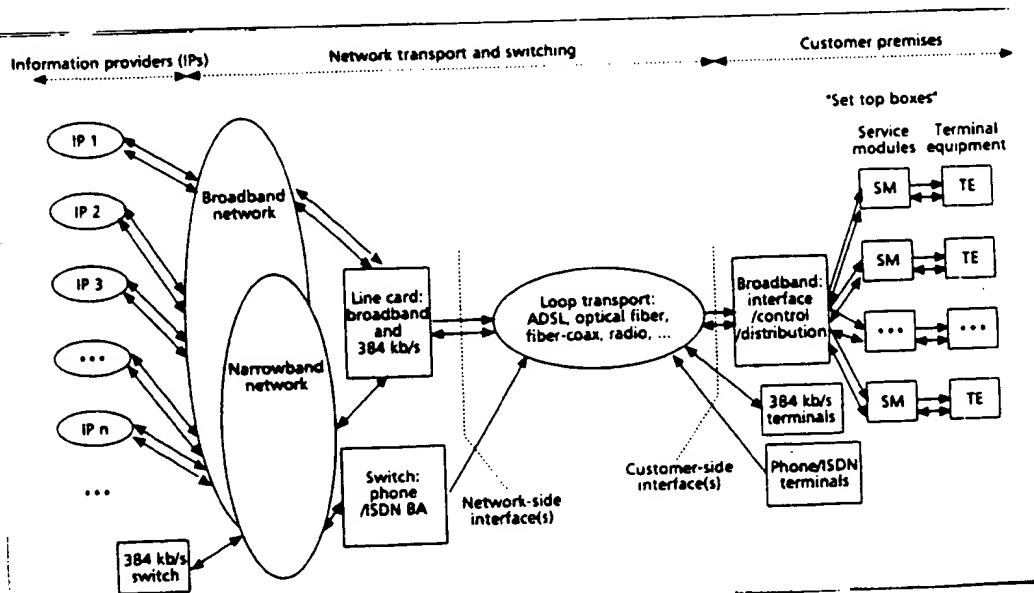 Information providers (IPs)
Network transport and switching
Customer premises
"Set top boxes"
Service
modules
Terminal
equipment
IP 1
IP 2
IP 3
...
IP n
...
Broadband
network
Narrowband
network
384 kb/s
switch
Line card:
broadband
and
384 kb/s
Switch:
phone
/ISDN BA
Network-side
interface(s)
Loop transport:
ADSL, optical fiber,
fiber-coax, radio, ...
Customer-side
interface(s)
Broadband:
interface
/control
/distribution
384 kb/s
terminals
Phone/ISDN
terminals
SM
TE
SM
TE
...
...
SM
TE